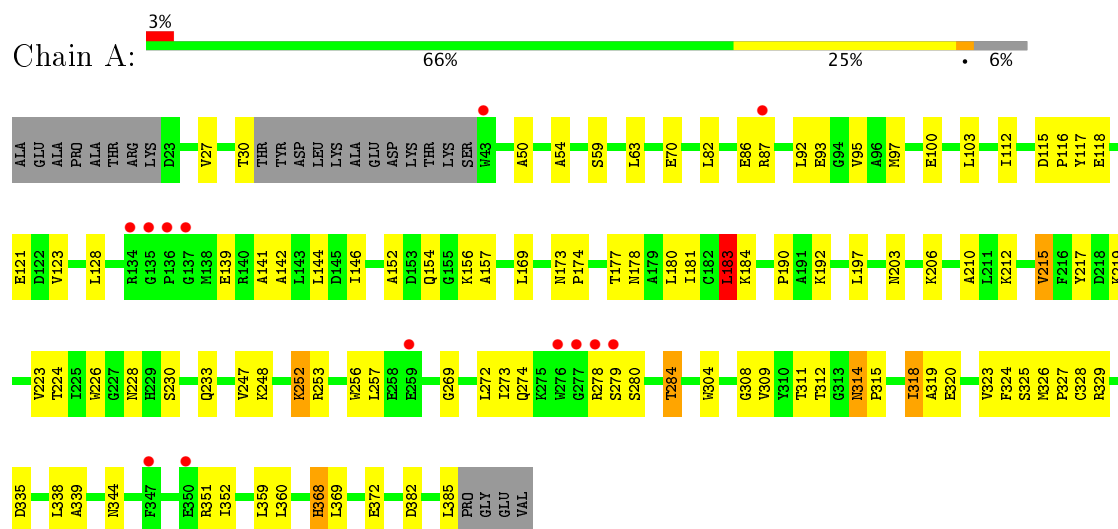 3%
Chain A:
66% 25% • 6%
ALA GLU ALA PRO ALA THR ARG LYS D23 V27 T30 THR TYR ASP LEU LYS ALA GLU ASP LYS THR LYS SER W43 A50 A54 S59 L63 E70 L82 E86 R87 L92 E93 G94 V95 A96 M97 E100 L103 I112 D115 P116 Y117 E118
E121 D122 V123 L128 R134 G135 P136 G137 M138 E139 R140 A141 A142 L143 L144 D145 I146 A152 D153 Q154 G155 K156 A157 L169 N173 P174 T177 N178 A179 L180 I181 C182 L183 K184 P190 A191 K192 L197 N203 K206 A210 L211 K212 V215 F216 Y217 D218 K219
V223 T224 I225 W226 G227 N228 H229 S230 Q233 V247 K248 K252 R253 W256 L257 E258 E259 G269 L272 I273 Q274 K275 W276 G277 R278 S279 S280 T284 W304 G308 V309 Y310 T311 T312 G313 N314 P315 I318 A319 E320 V323 F324 S325 M326 P327 C328 R329
D335 L338 A339 N344 F347 E350 R351 I352 L359 L360 H368 L369 E372 D382 L385 PRO GLY GLU VAL